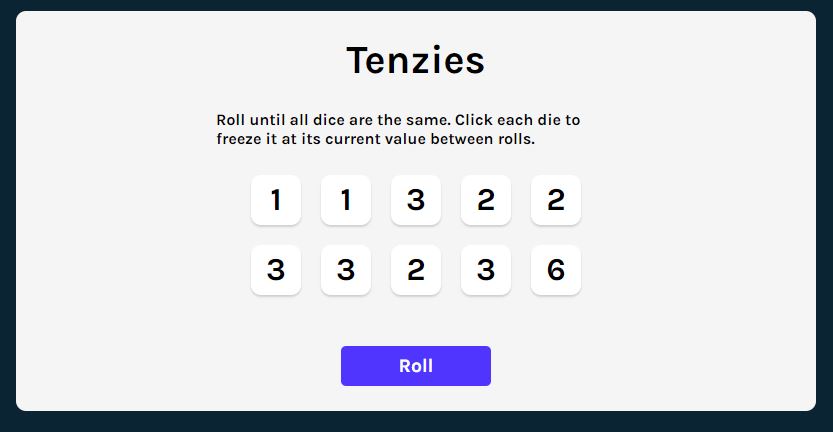 Tenzies
Roll until all dice are the same. Click each die to
freeze it at its current value between rolls.
1 1 3 2 2
3 3 2 3 6
Roll